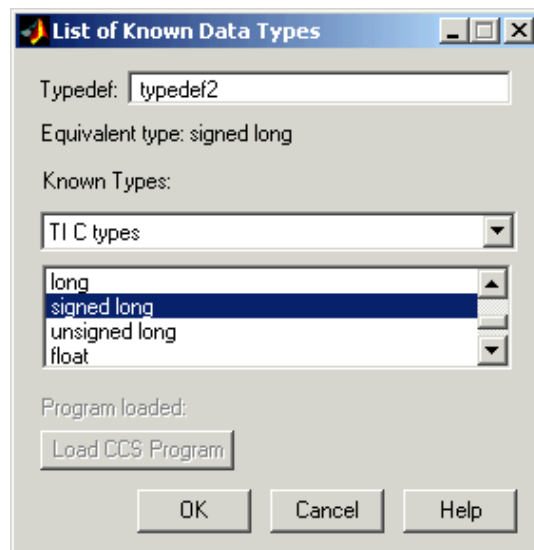 List of Known Data Types
Typedef: typedef2
Equivalent type: signed long
Known Types:
TI C types
long
signed long
unsigned long
float
Program loaded:
Load CCS Program
OK Cancel Help